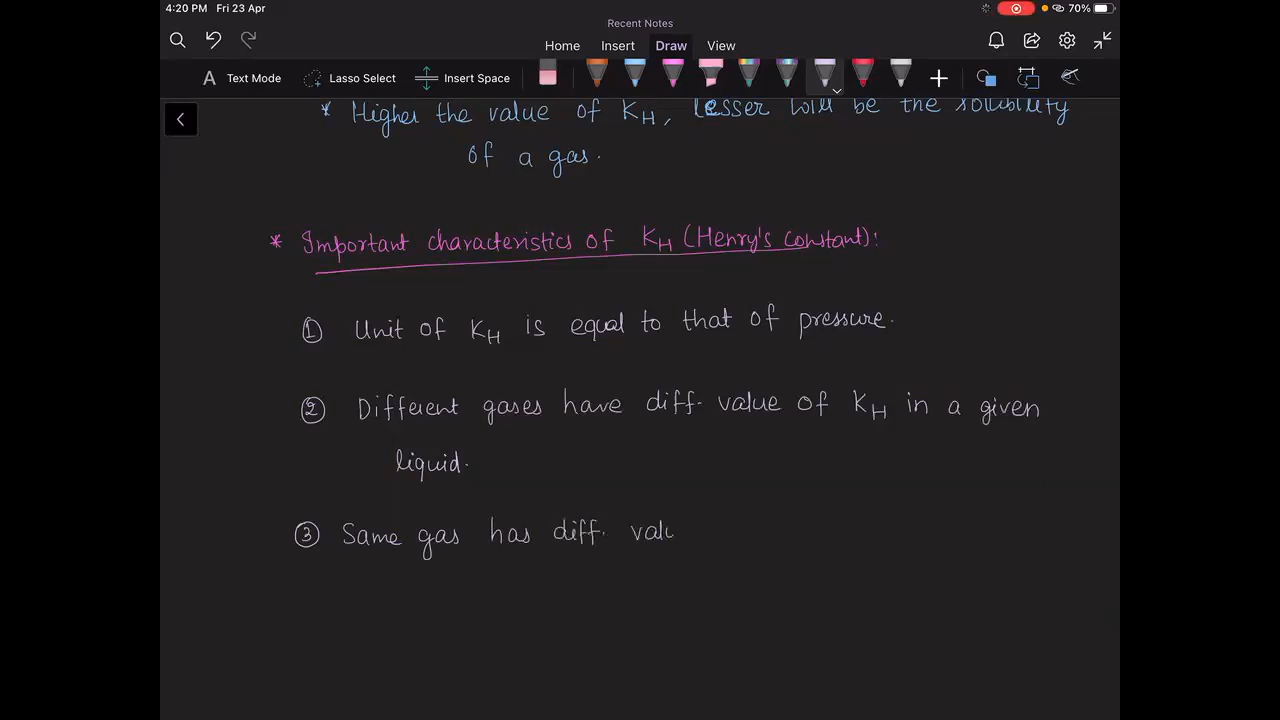 4:20 PM Fri 23 Apr
70%
Recent Notes
Home Insert Draw View
A Text Mode Lasso Select Insert Space
* Higher the value of KH, lesser will be the solubility
of a gas.
* Important characteristics of KH (Henry's Constant):
① Unit of KH is equal to that of pressure.
② Different gases have diff. value of KH in a given
liquid.
③ Same gas has diff. valu